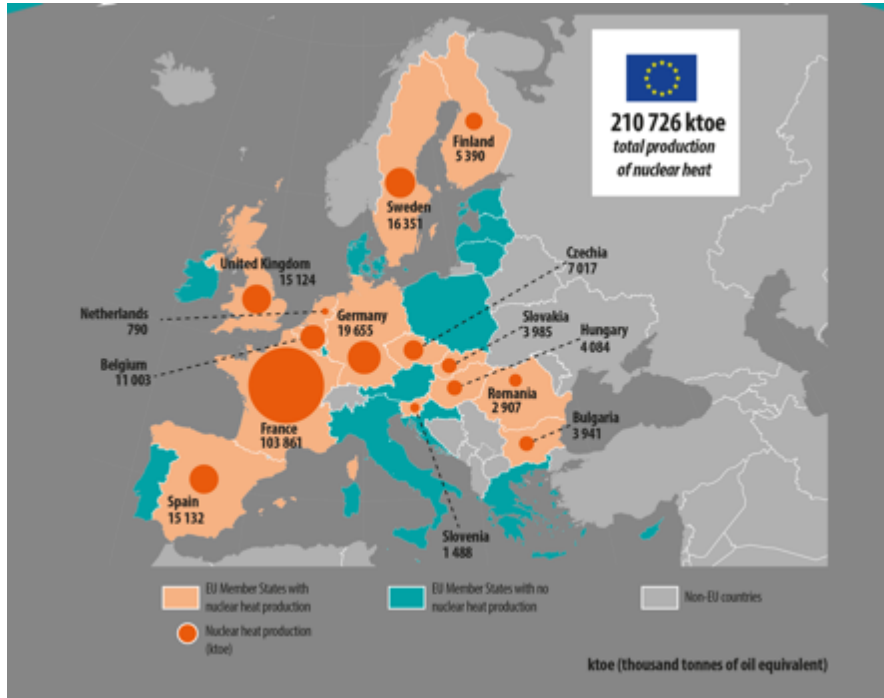 210 726 ktoe
total production
of nuclear heat
Finland
5 390
Sweden
16 351
United Kingdom
15 124
Czechia
7 017
Netherlands
790
Germany
19 655
Slovakia
3 985
Hungary
4 084
Belgium
11 003
Romania
2 907
Bulgaria
3 941
France
103 861
Spain
15 132
Slovenia
1 488
EU Member States with
nuclear heat production
EU Member States with no
nuclear heat production
Non-EU countries
Nuclear heat production
(ktoe)
ktoe (thousand tonnes of oil equivalent)